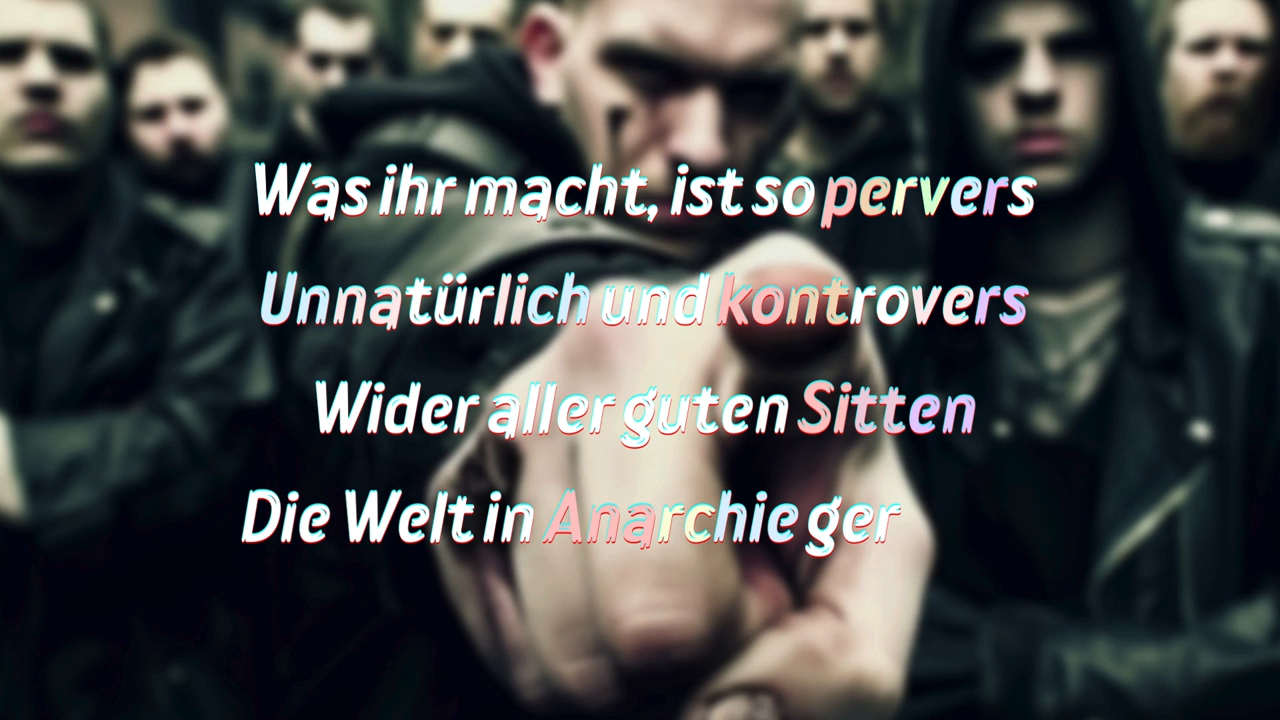 Was ihr macht, ist so pervers
Unnatürlich und kontrovers
Wider aller guten Sitten
Die Welt in Anarchie ger